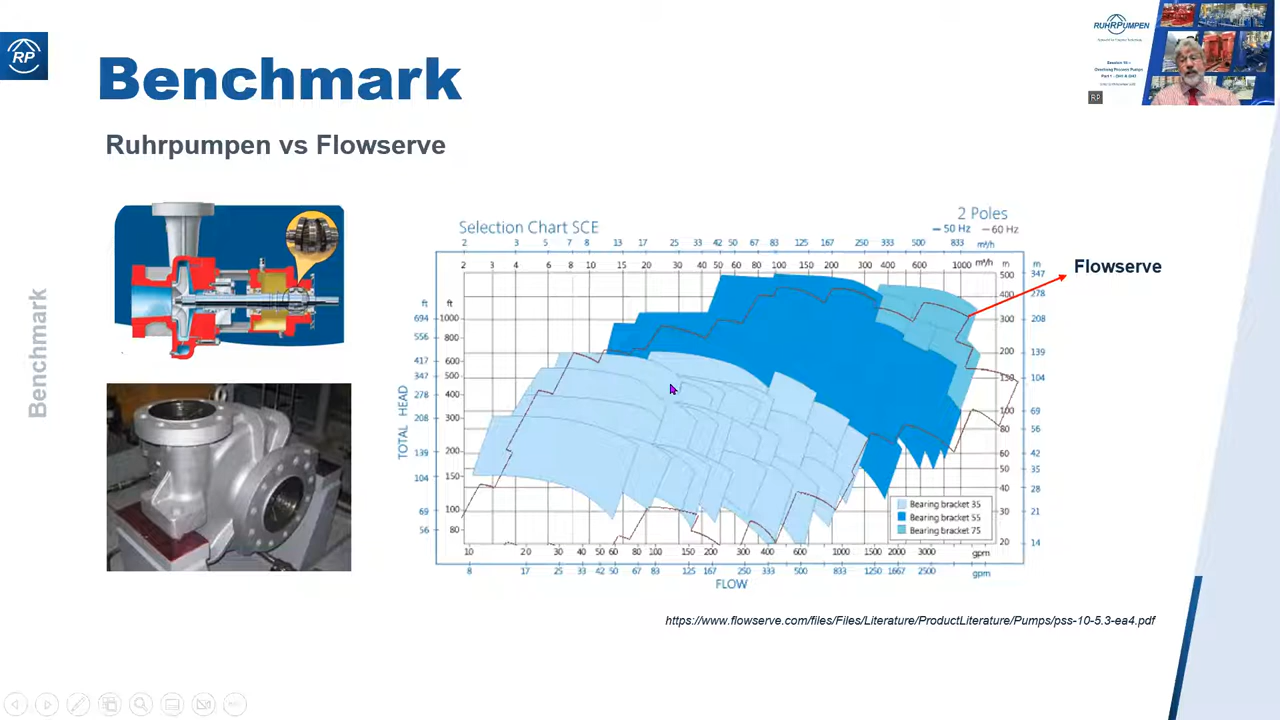 RP
Benchmark
Ruhrpumpen vs Flowserve
Benchmark
RUHRPUMPEN
RP
Selection Chart SCE
2 Poles
50 Hz 60 Hz
2 3 5 7 8 13 17 25 33 42 50 67 83 125 167 250 333 500 833 m³/h
2 3 4 6 8 10 15 20 30 40 50 60 80 100 150 200 300 400 600 1000 m³/h m m
ft ft
694 1000
556 800
417 600
347 500
278 400
208 300
139 200
104 150
69 100
56 80
TOTAL HEAD
500 347
400 278
300 208
200 139
150 104
100 69
80 56
60 42
50 35
40 28
30 21
20 14
Flowserve
Bearing bracket 35
Bearing bracket 55
Bearing bracket 75
10 20 30 40 50 60 80 100 150 200 300 400 600 1000 1500 2000 3000 gpm
8 17 25 33 42 50 67 83 125 167 250 333 500 833 1250 1667 2500 gpm
FLOW
https://www.flowserve.com/files/Files/Literature/ProductLiterature/Pumps/pss-10-5.3-ea4.pdf